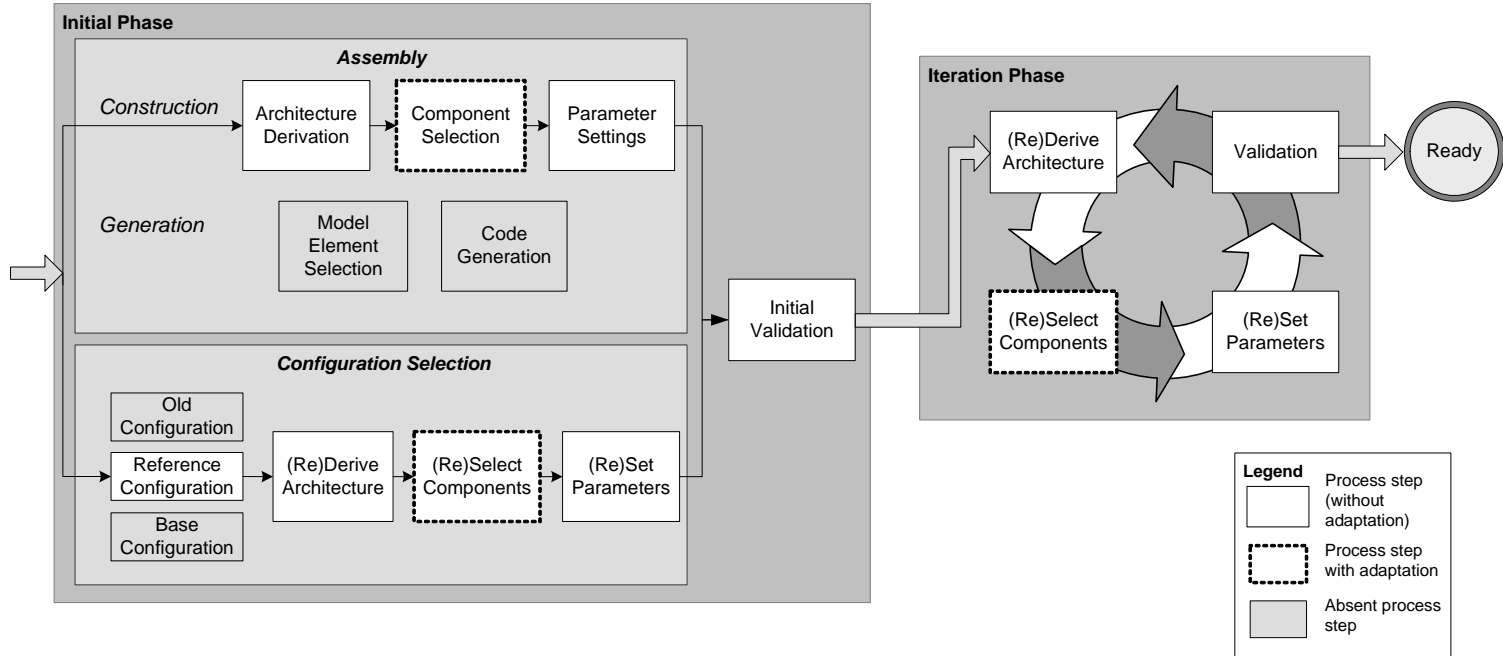 Initial Phase
Assembly
Construction
Architecture
Derivation
Component
Selection
Parameter
Settings
Generation
Model
Element
Selection
Code
Generation
Initial
Validation
Configuration Selection
Old
Configuration
Reference
Configuration
Base
Configuration
(Re)Derive
Architecture
(Re)Select
Components
(Re)Set
Parameters
Iteration Phase
(Re)Derive
Architecture
Validation
(Re)Select
Components
(Re)Set
Parameters
Ready
Legend
Process step
(without
adaptation)
Process step
with adaptation
Absent process
step